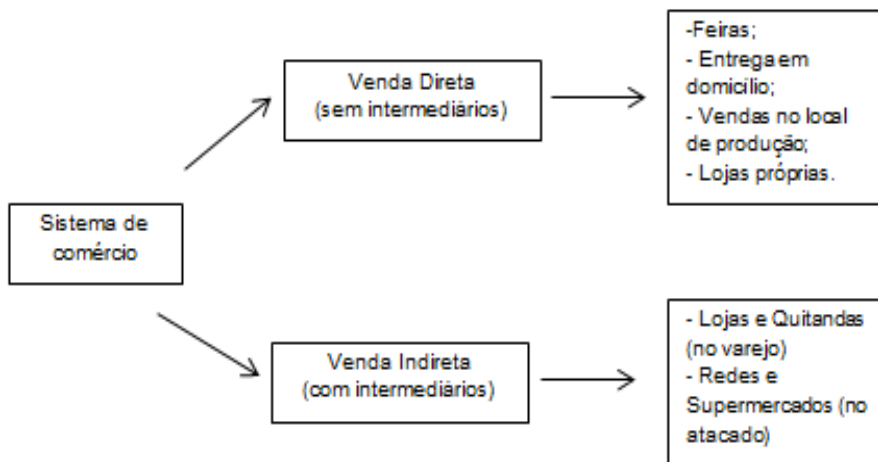 Sistema de
comércio
Venda Direta
(sem intermediários)
-Feiras;
- Entrega em
domicílio;
- Vendas no local
de produção;
- Lojas próprias.
Venda Indireta
(com intermediários)
- Lojas e Quitandas
(no varejo)
- Redes e
Supermercados (no
atacado)